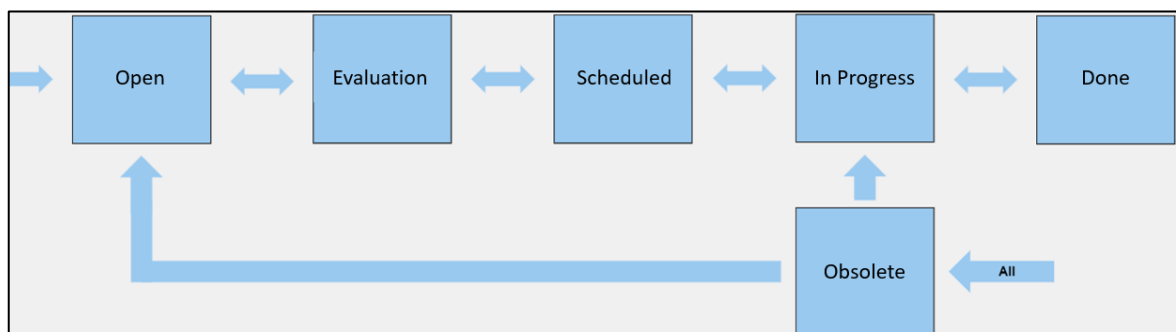 Open
Evaluation
Scheduled
In Progress
Done
Obsolete
All